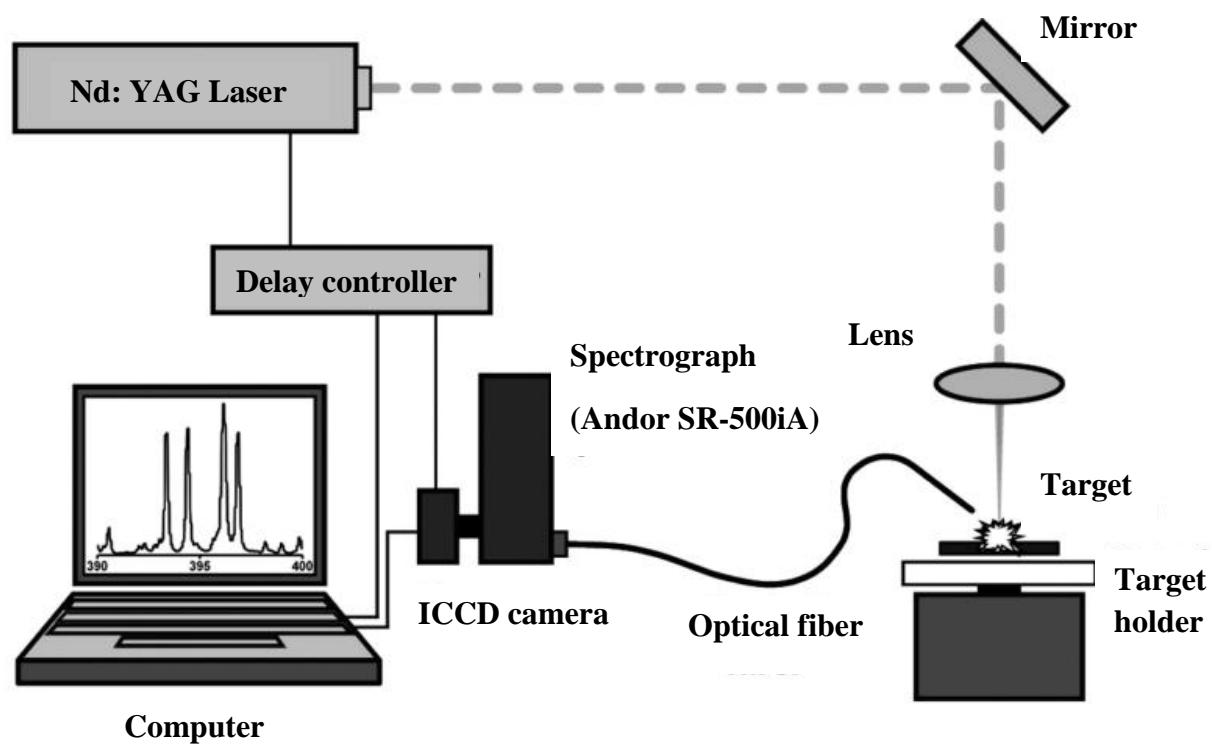 Mirror
Nd: YAG Laser
Delay controller
Lens
Spectrograph
(Andor SR-500iA)
Target
390 395 400
ICCD camera
Optical fiber
Target
holder
Computer